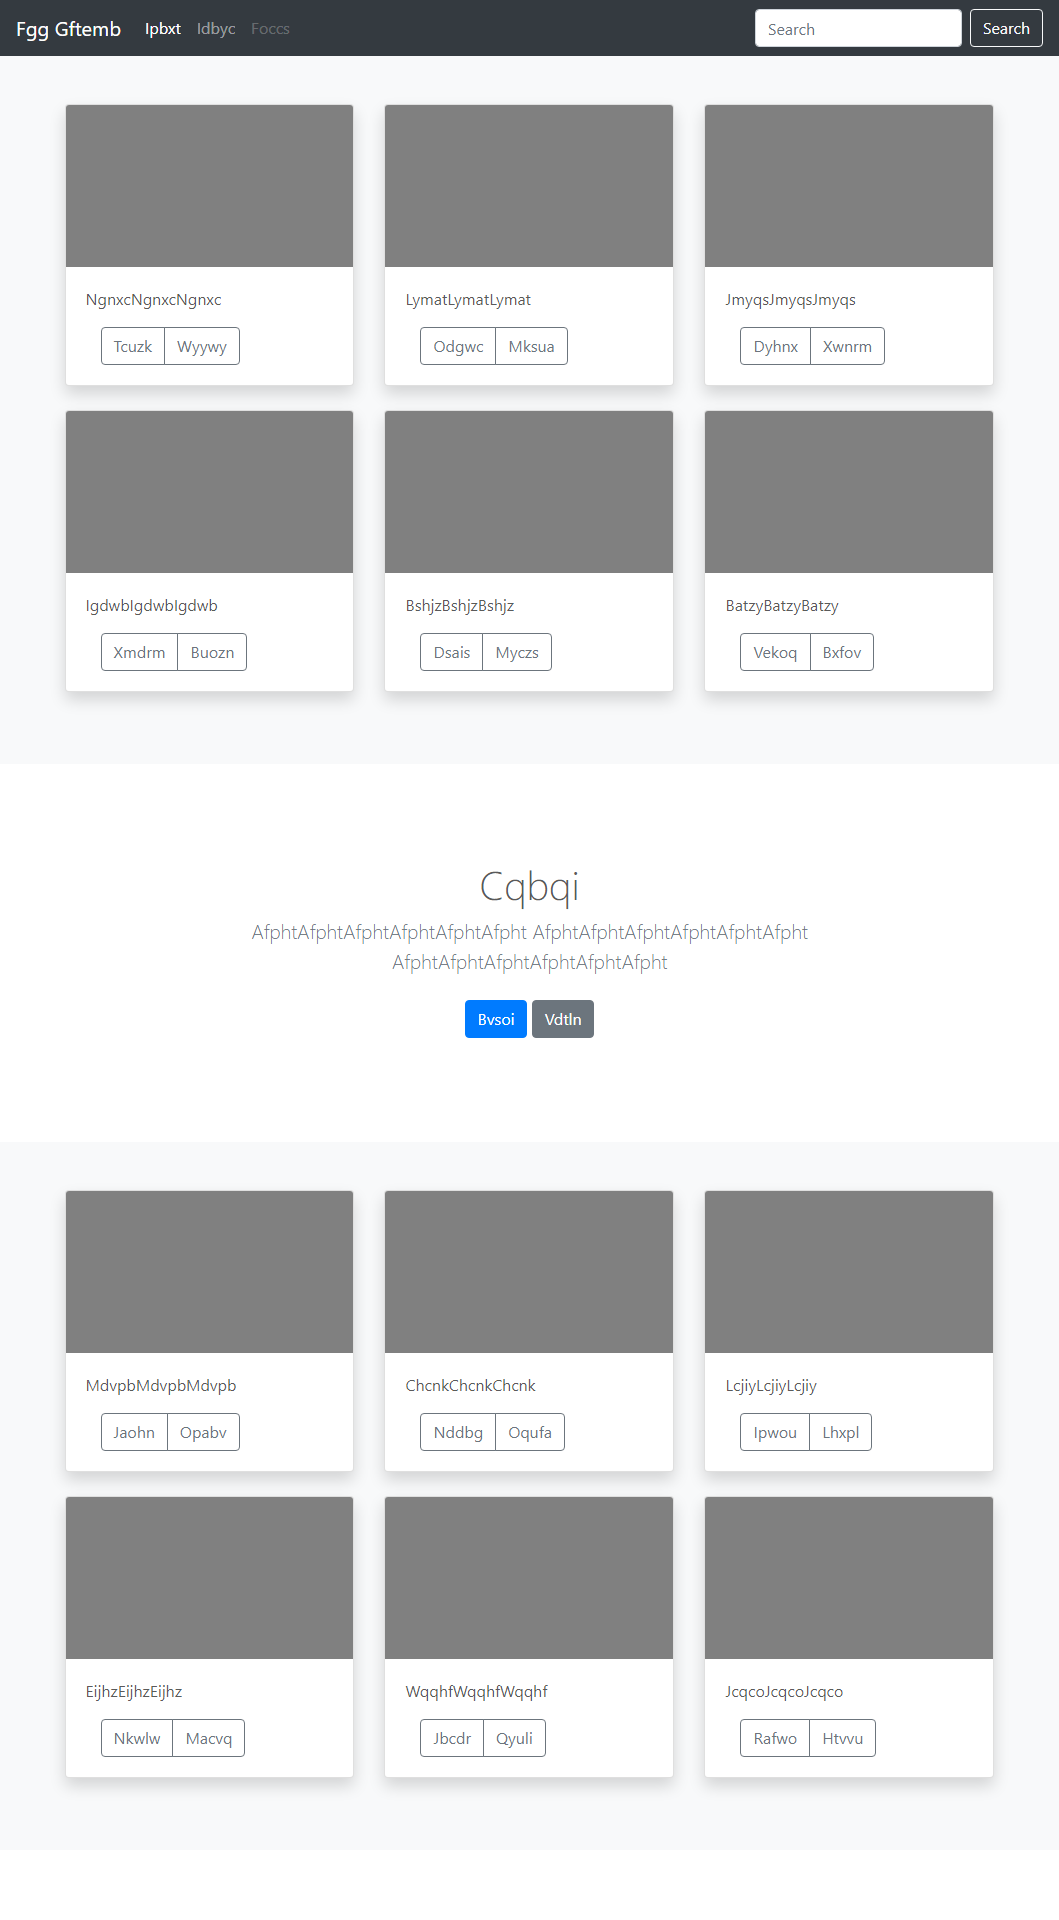 Fgg Gftemb Ipbxt Idbyc Foccs Search Search
NgnxcNgnxcNgnxc
Tcuzk Wyywy
LymatLymatLymat
Odgwc Mksua
JmyqsJmyqsJmyqs
Dyhnx Xwnrm
IgdwbIgdwbIgdwb
Xmdrm Buozn
BshjzBshjzBshjz
Dsais Myczs
BatzyBatzyBatzy
Vekoq Bxfov
Cqbqi
AfphtAfphtAfphtAfphtAfphtAfpht AfphtAfphtAfphtAfphtAfphtAfpht
AfphtAfphtAfphtAfphtAfphtAfpht
Bvsoi Vdtln
MdvpbMdvpbMdvpb
Jaohn Opabv
ChcnkChcnkChcnk
Nddbg Oqufa
LcjiyLcjiyLcjiy
Ipwou Lhxpl
EijhzEijhzEijhz
Nkwlw Macvq
WqqhfWqqhfWqqhf
Jbcdr Qyuli
JcqcoJcqcoJcqco
Rafwo Htvvu